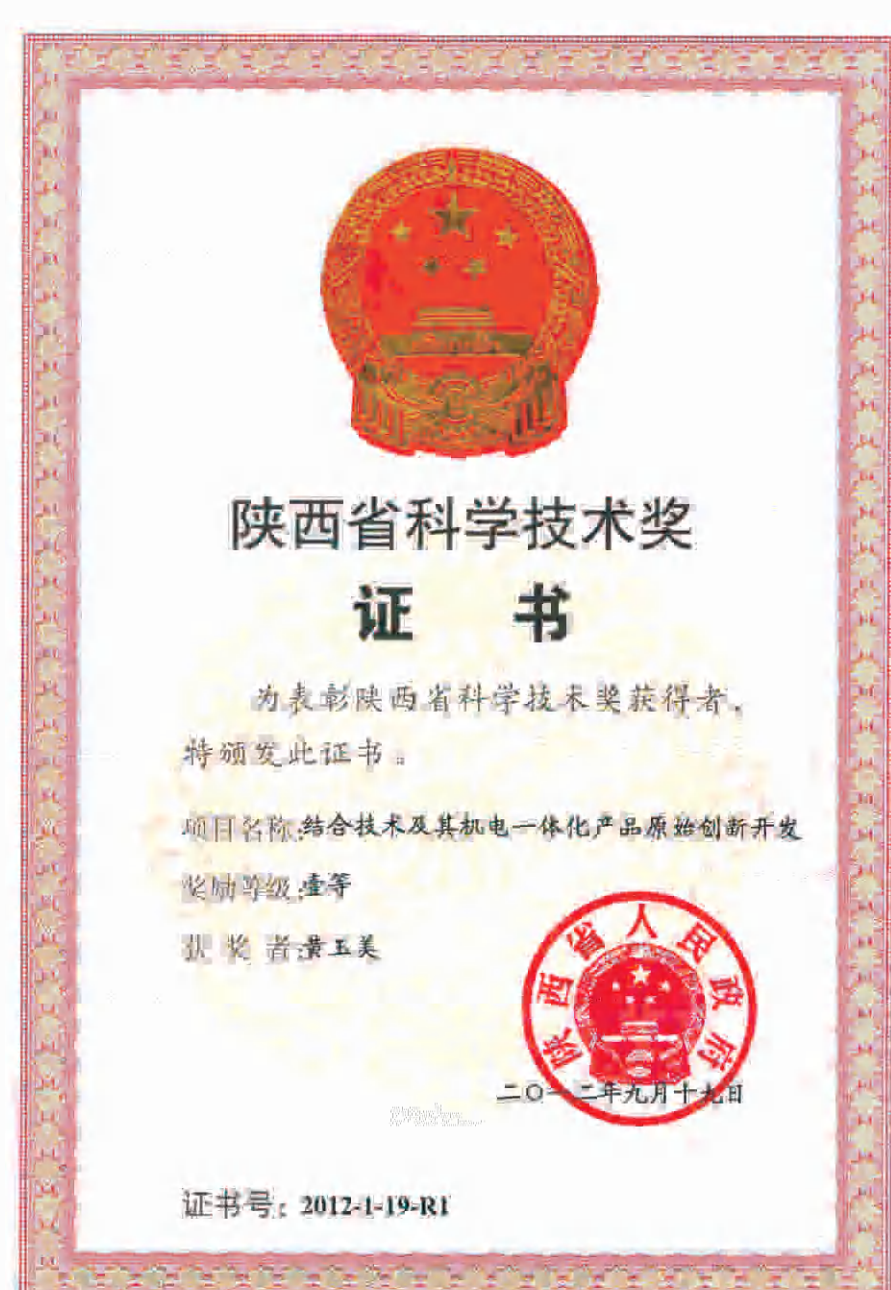 陕西省科学技术奖
证 书
为表彰陕西省科学技术奖获得者,
特颁发此证书。
项目名称:结合技术及其机电一体化产品原始创新开发
奖励等级:壹等
获 奖 者:黄玉美
陕西省人民政府
二〇一二年九月十九日
证书号:2012-1-19-R1